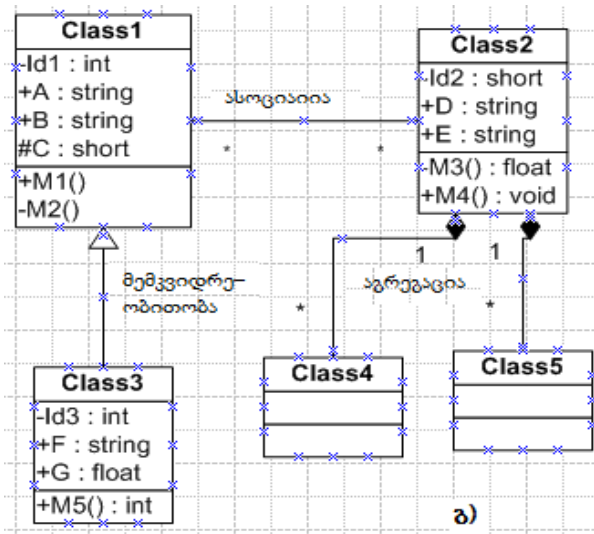 Class1
-Id1 : int
+A : string
+B : string
#C : short
+M1()
-M2()
ასოციაიია
*
*
Class2
-Id2 : short
+D : string
+E : string
-M3() : float
+M4() : void
1
1
აგრეგაცია
*
*
მემკვიდრე–
ობითობა
Class3
-Id3 : int
+F : string
+G : float
+M5() : int
Class4
Class5
გ)